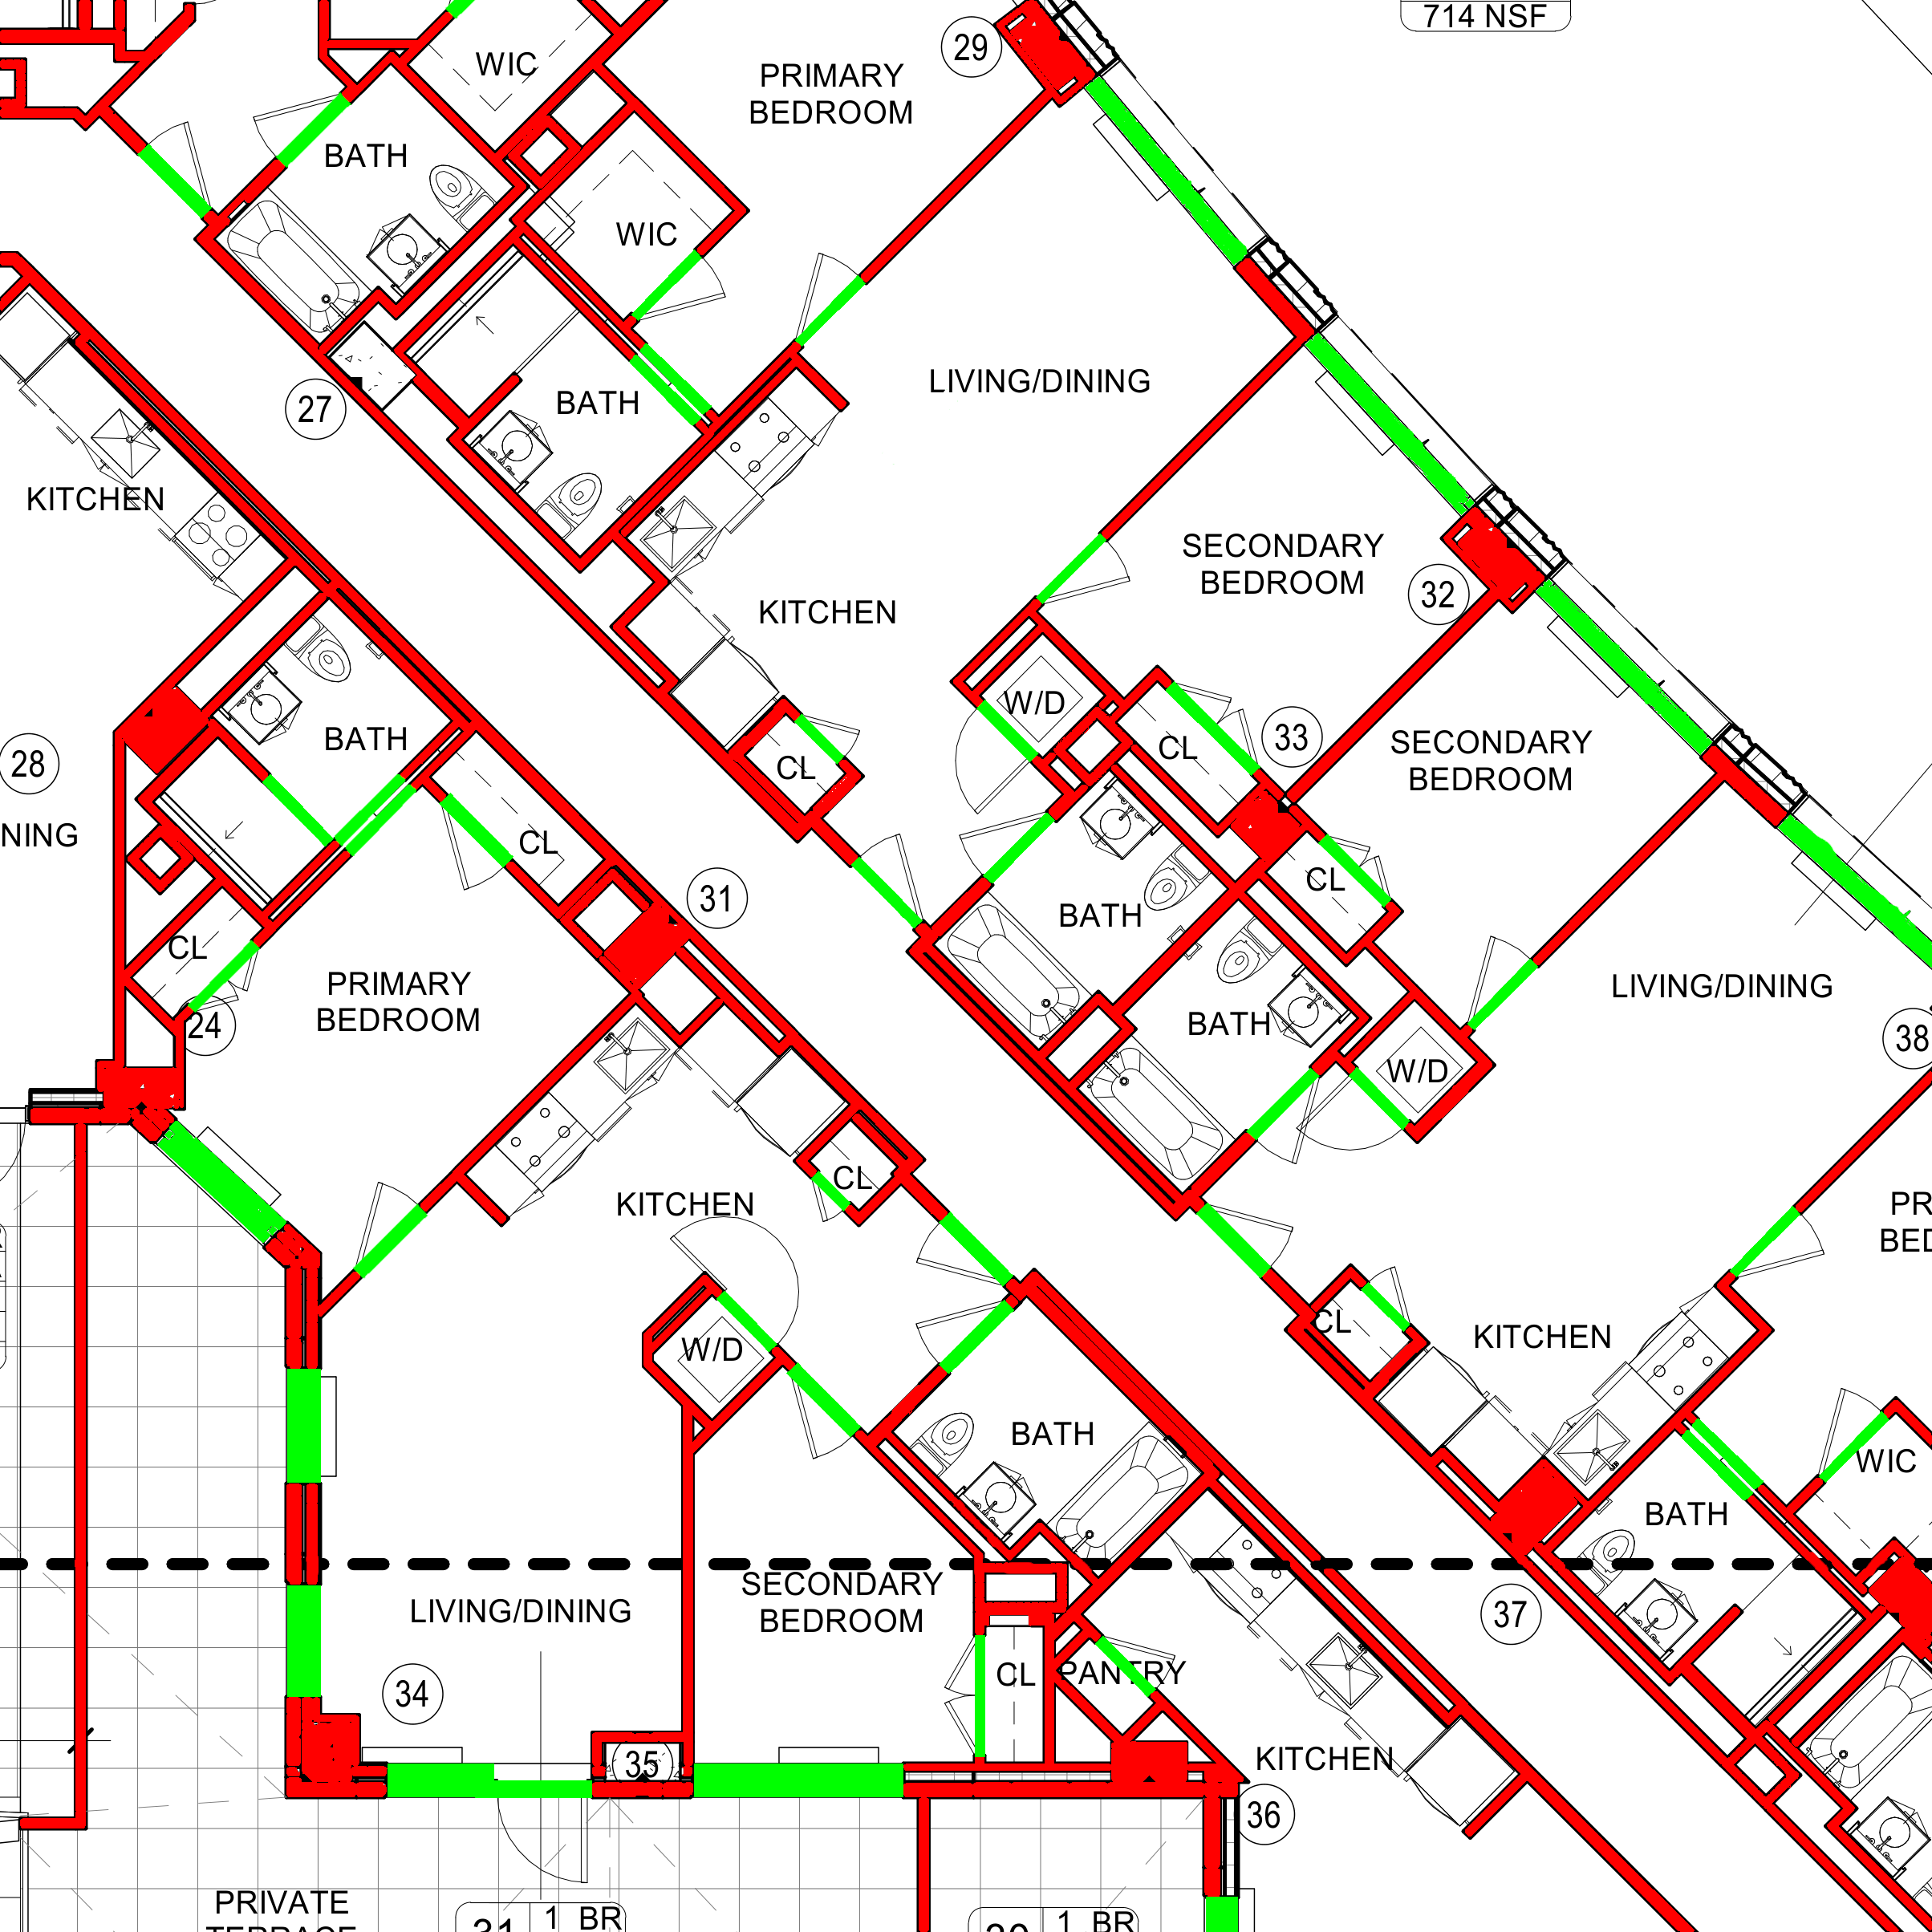 714 NSF
29
WIC
PRIMARY
BEDROOM
BATH
WIC
LIVING/DINING
27
BATH
KITCHEN
SECONDARY
BEDROOM
32
KITCHEN
W/D
BATH
CL
33
SECONDARY
BEDROOM
28
CL
NING
CL
CL
31
BATH
CL
PRIMARY
BEDROOM
24
LIVING/DINING
BATH
38
W/D
CL
KITCHEN
PR
BED
CL
KITCHEN
W/D
BATH
WIC
BATH
SECONDARY
BEDROOM
LIVING/DINING
37
CL
PANTRY
34
35
KITCHEN
36
PRIVATE
TERRACE
31
1 BR
30
1 BR